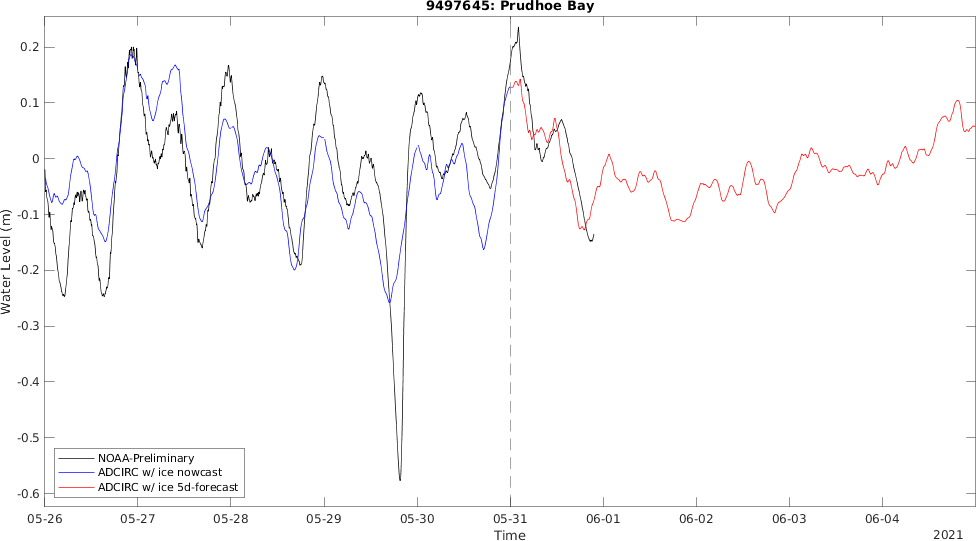 9497645: Prudhoe Bay
0.2
0.1
0
-0.1
-0.2
-0.3
-0.4
-0.5
-0.6
Water Level (m)
NOAA-Preliminary
ADCIRC w/ ice nowcast
ADCIRC w/ ice 5d-forecast
05-26 05-27 05-28 05-29 05-30 05-31 06-01 06-02 06-03 06-04
Time
2021